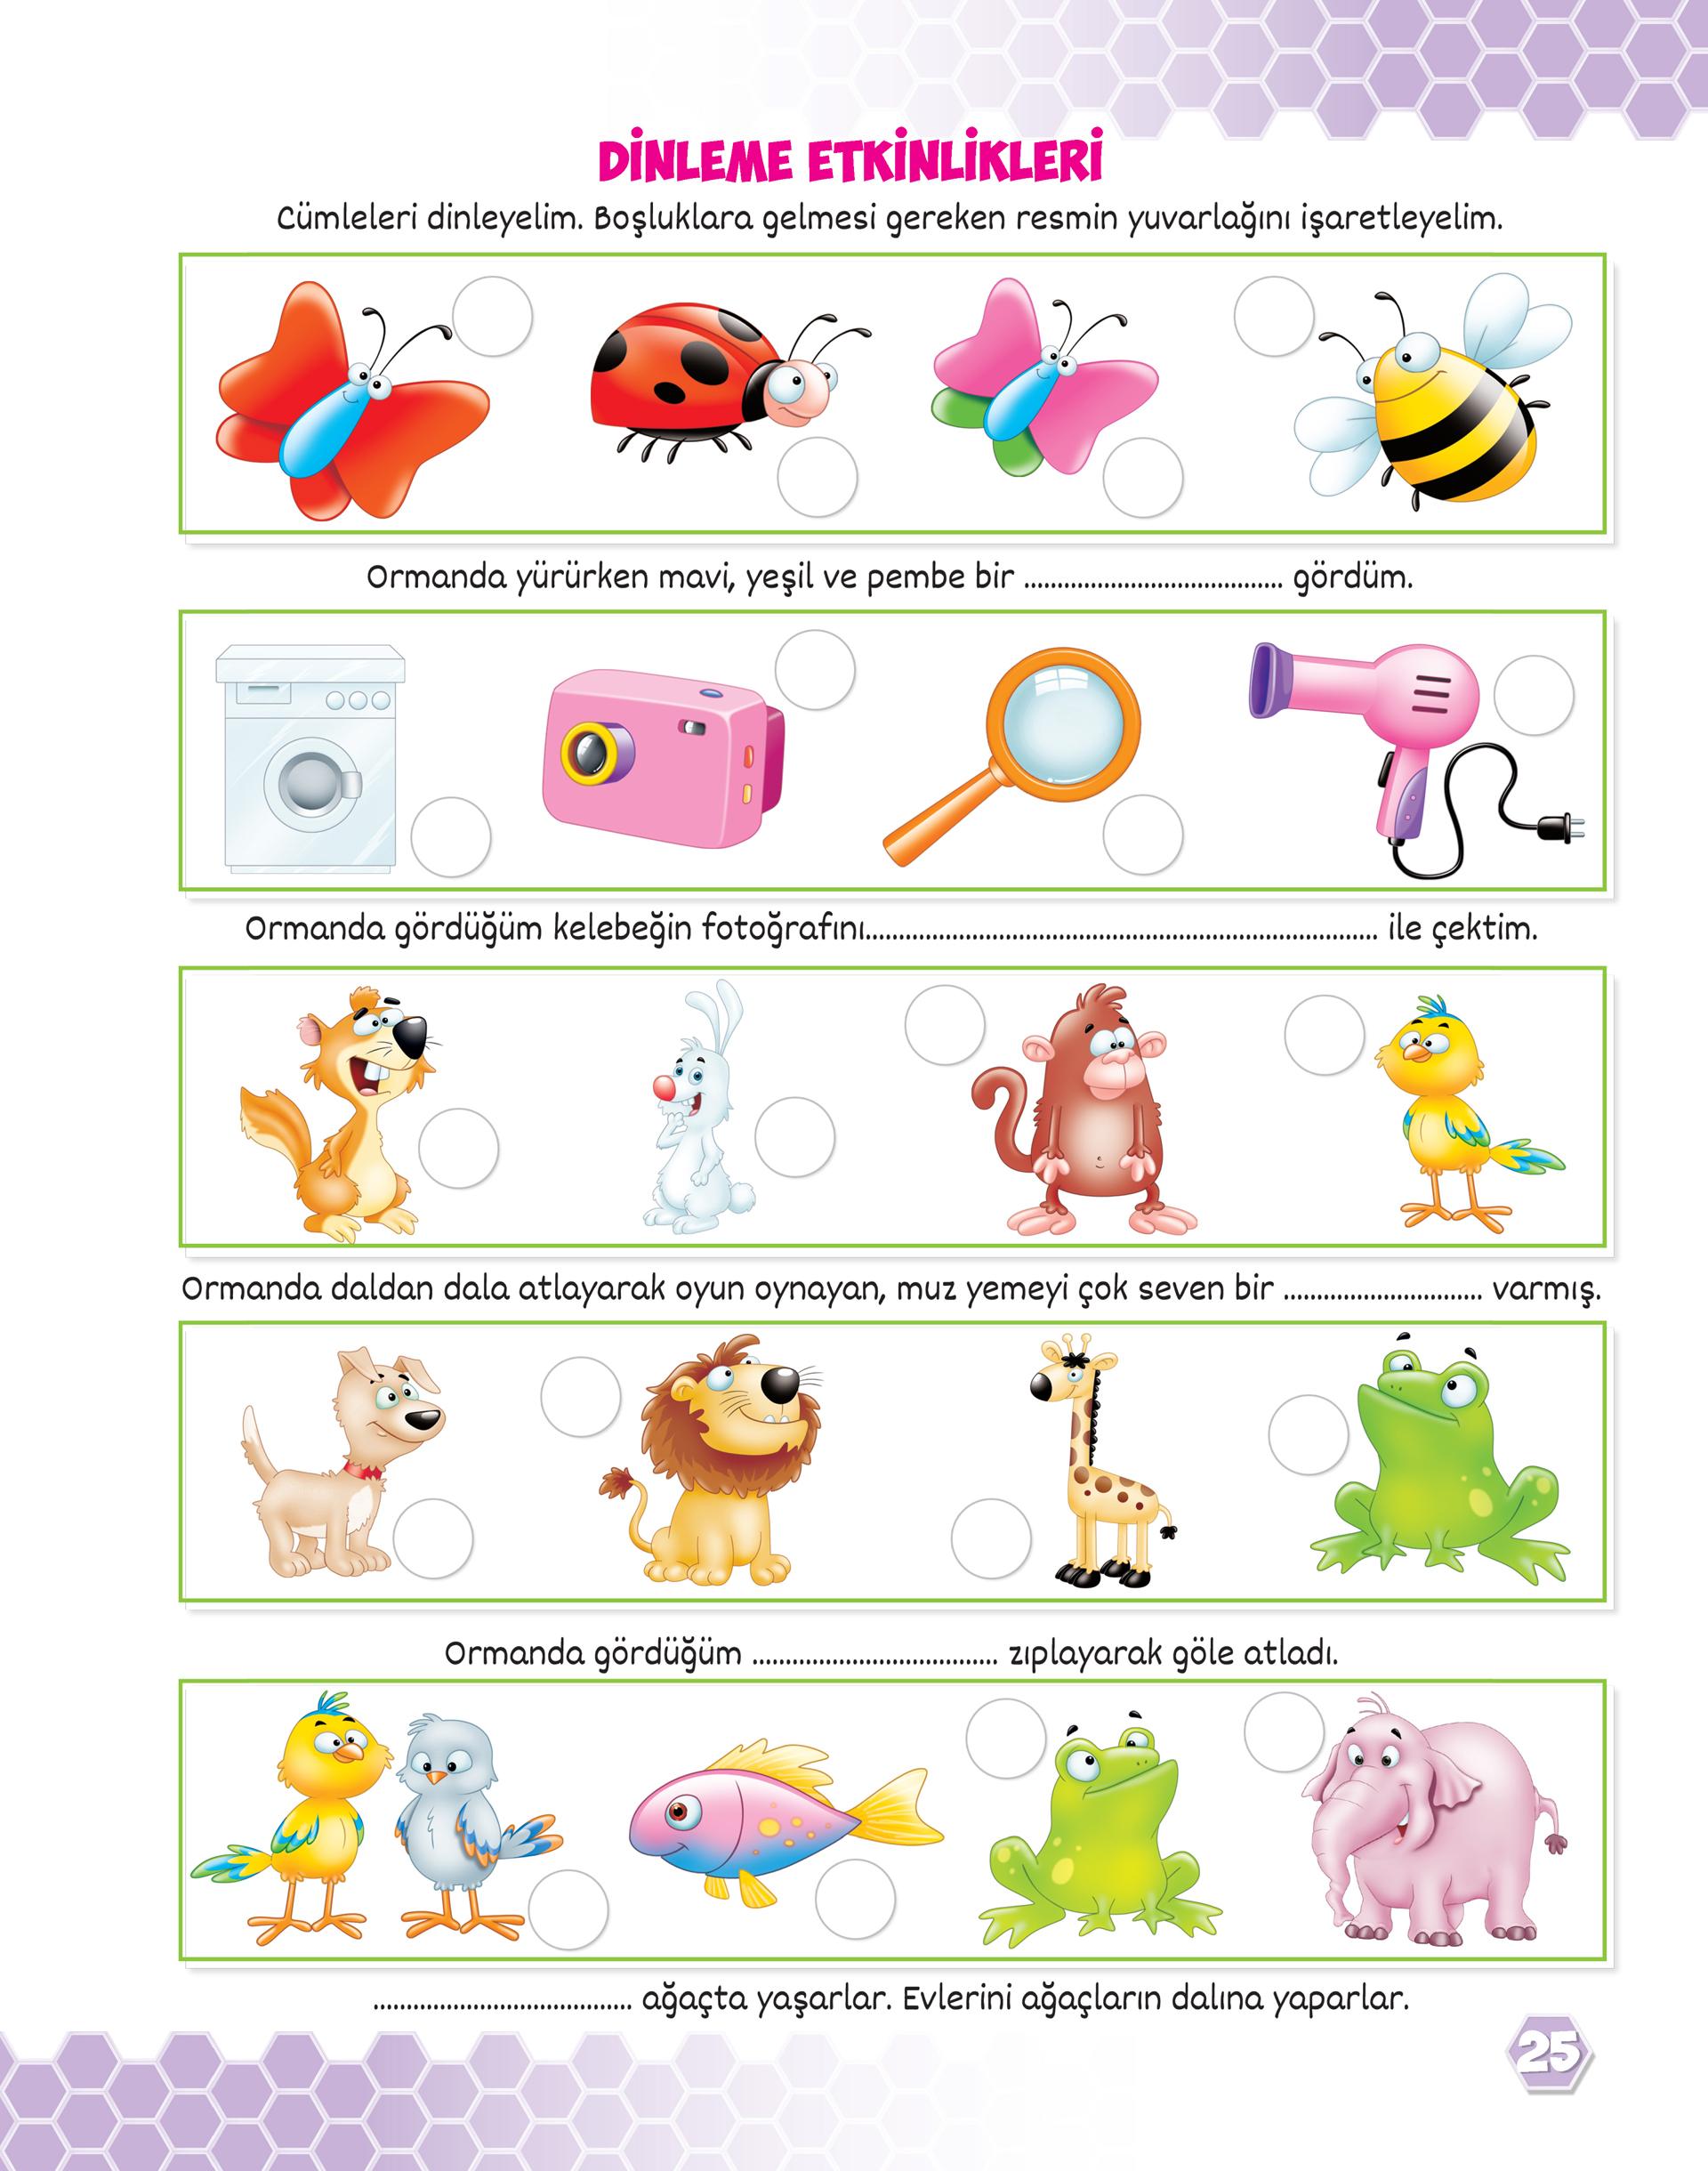 DİNLEME ETKİNLİKLERİ
Cümleleri dinleyelim. Boşluklara gelmesi gereken resmin yuvarlağını işaretleyelim.
Ormanda yürürken mavi, yeşil ve pembe bir ....................................... gördüm.
Ormanda gördüğüm kelebeğin fotoğrafını............................................................................. ile çektim.
Ormanda daldan dala atlayarak oyun oynayan, muz yemeyi çok seven bir .............................. varmış.
Ormanda gördüğüm ..................................... zıplayarak göle atladı.
....................................... ağaçta yaşarlar. Evlerini ağaçların dalına yaparlar.
25